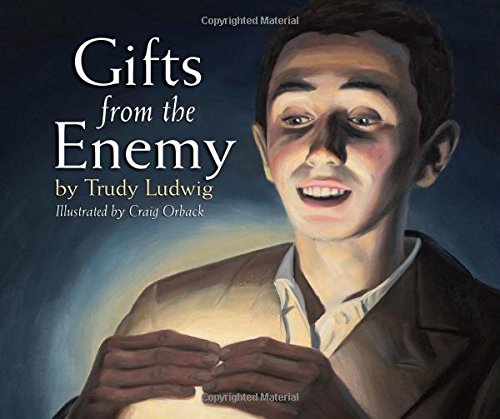 Copyrighted Material
Gifts
from the
Enemy
by Trudy Ludwig
Illustrated by Craig Orback
Copyrighted Material